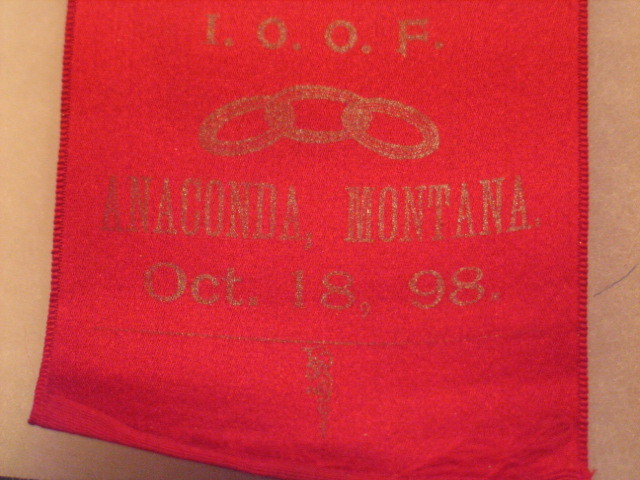 I. O. O. F.
ANACONDA, MONTANA.
Oct. 18, 98.